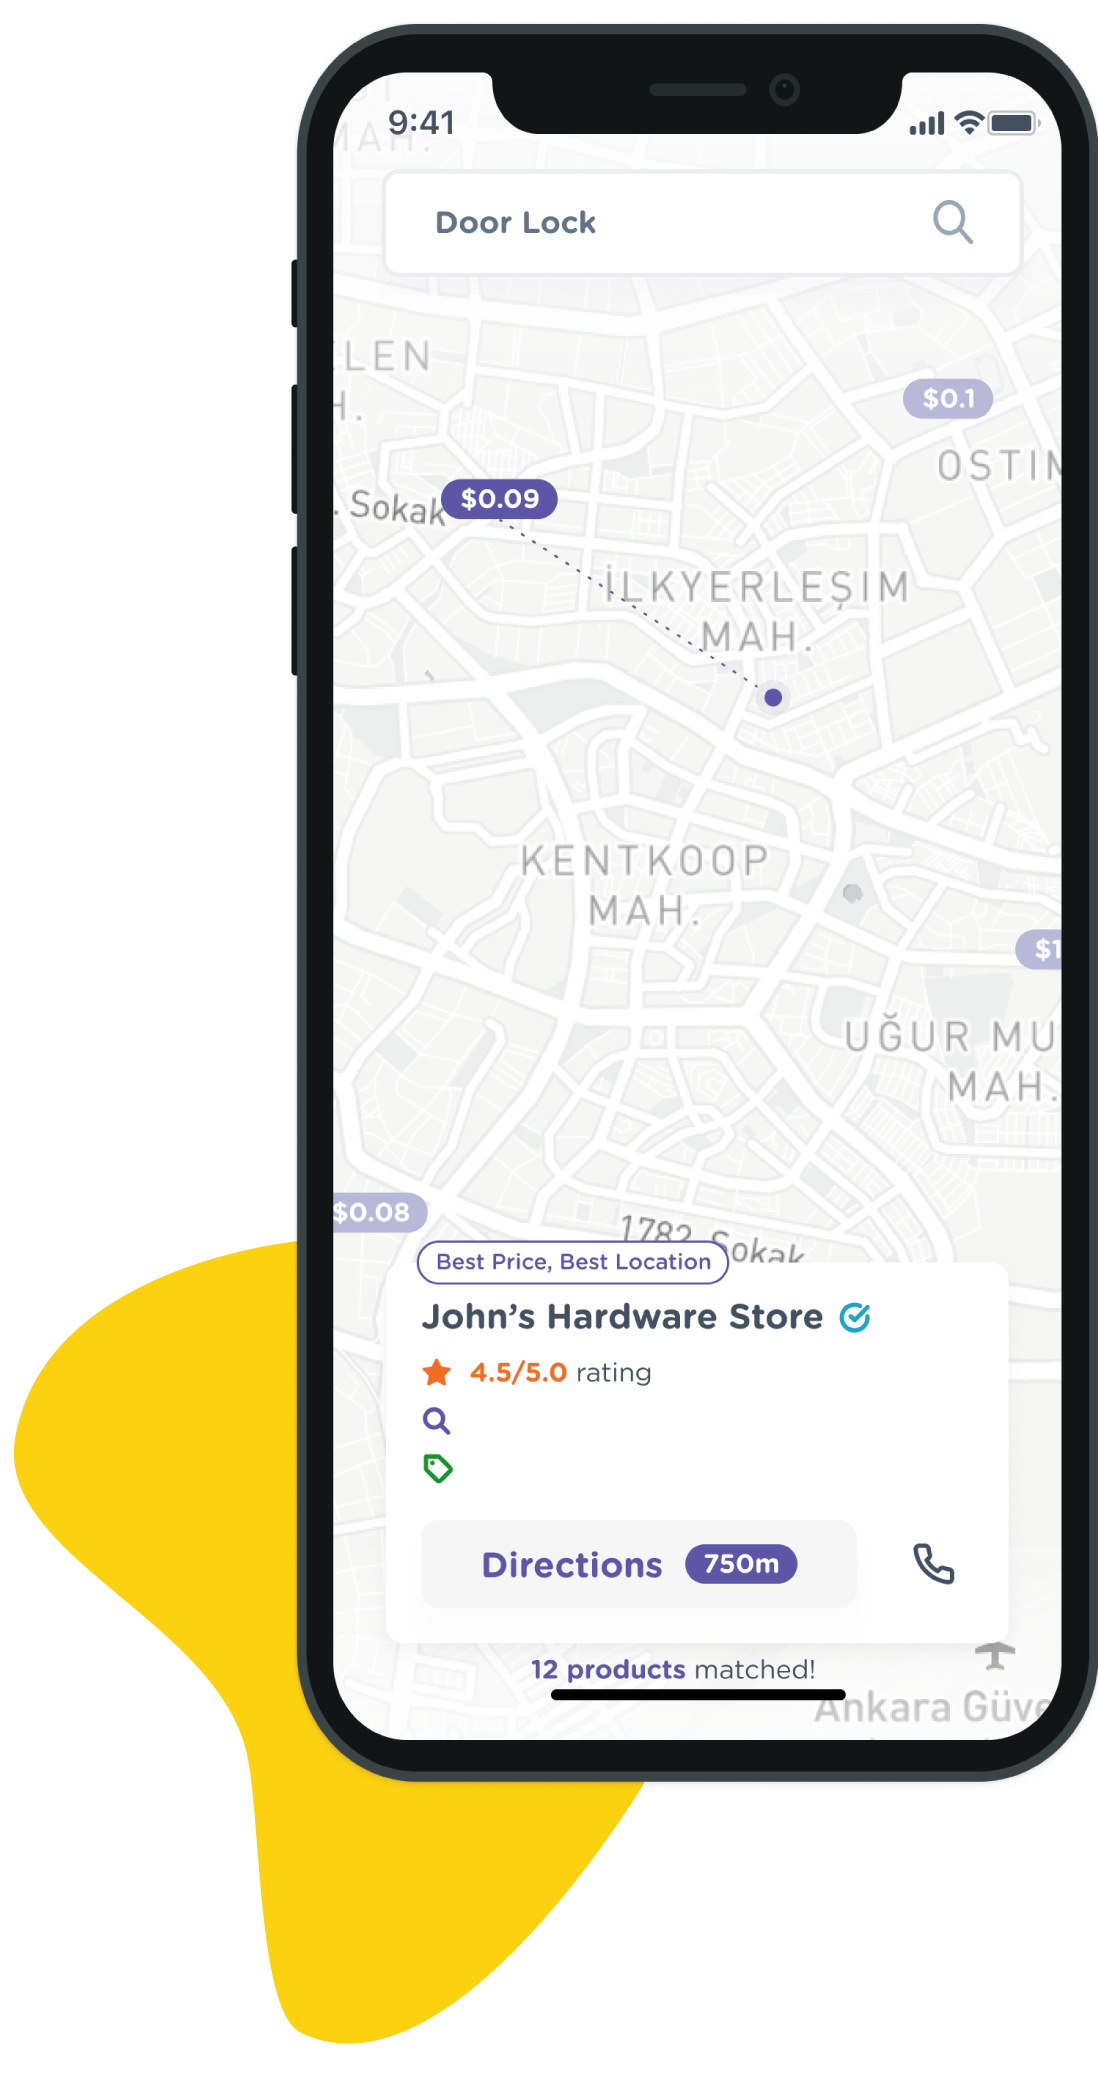 9:41
MAH.
Door Lock
LEN
H.
$0.1
OSTIM
. Sokak
$0.09
İLKYERLEŞIM
MAH.
KENTKOOP
MAH.
$1
UĞUR MU
MAH.
$0.08
1782. Sokak
Best Price, Best Location
John's Hardware Store
4.5/5.0 rating
Directions 750m
12 products matched!
Ankara Güve